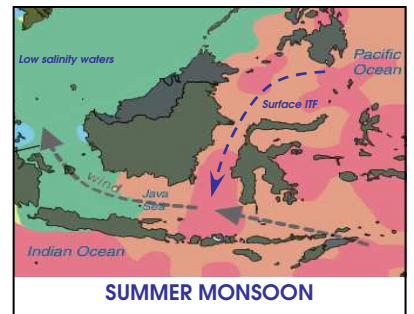 Low salinity waters
Pacific
Ocean
Surface ITF
wind
Java
Sea
Indian Ocean
SUMMER MONSOON